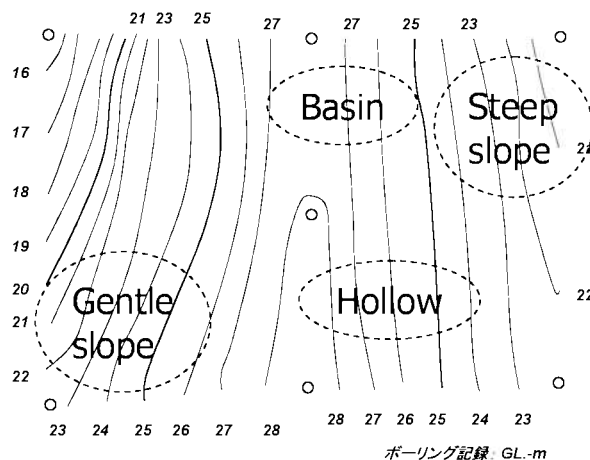 21 23 25 27 27 25 23
16
Basin
Steep
slope
17
21
18
19
20
Gentle
slope
Hollow
22
21
22
23 24 25 26 27 28 28 27 26 25 24 23
ボーリング記録: GL.-m